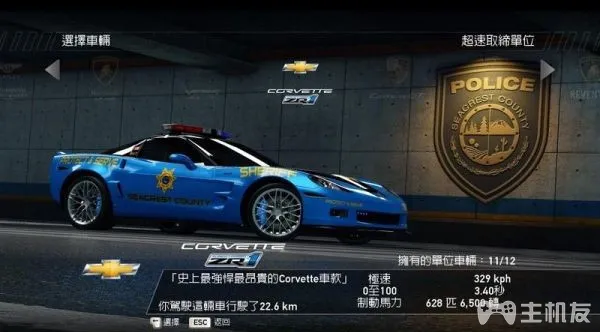 選擇車輛
超速取締單位
CORVETTE
ZR1
POLICE
SEACREST COUNTY
PROTECT & SERVE
SHERIFF
SEACREST COUNTY
CORVETTE
ZR1
擁有的單位車輛：11/12
「史上最強悍最昂貴的Corvette車款」
極速 329 kph
0至100 3.40秒
你駕駛這輛車行駛了22.6 km
制動馬力 628 匹 6,500 轉
選擇 ESC 返回
主机友